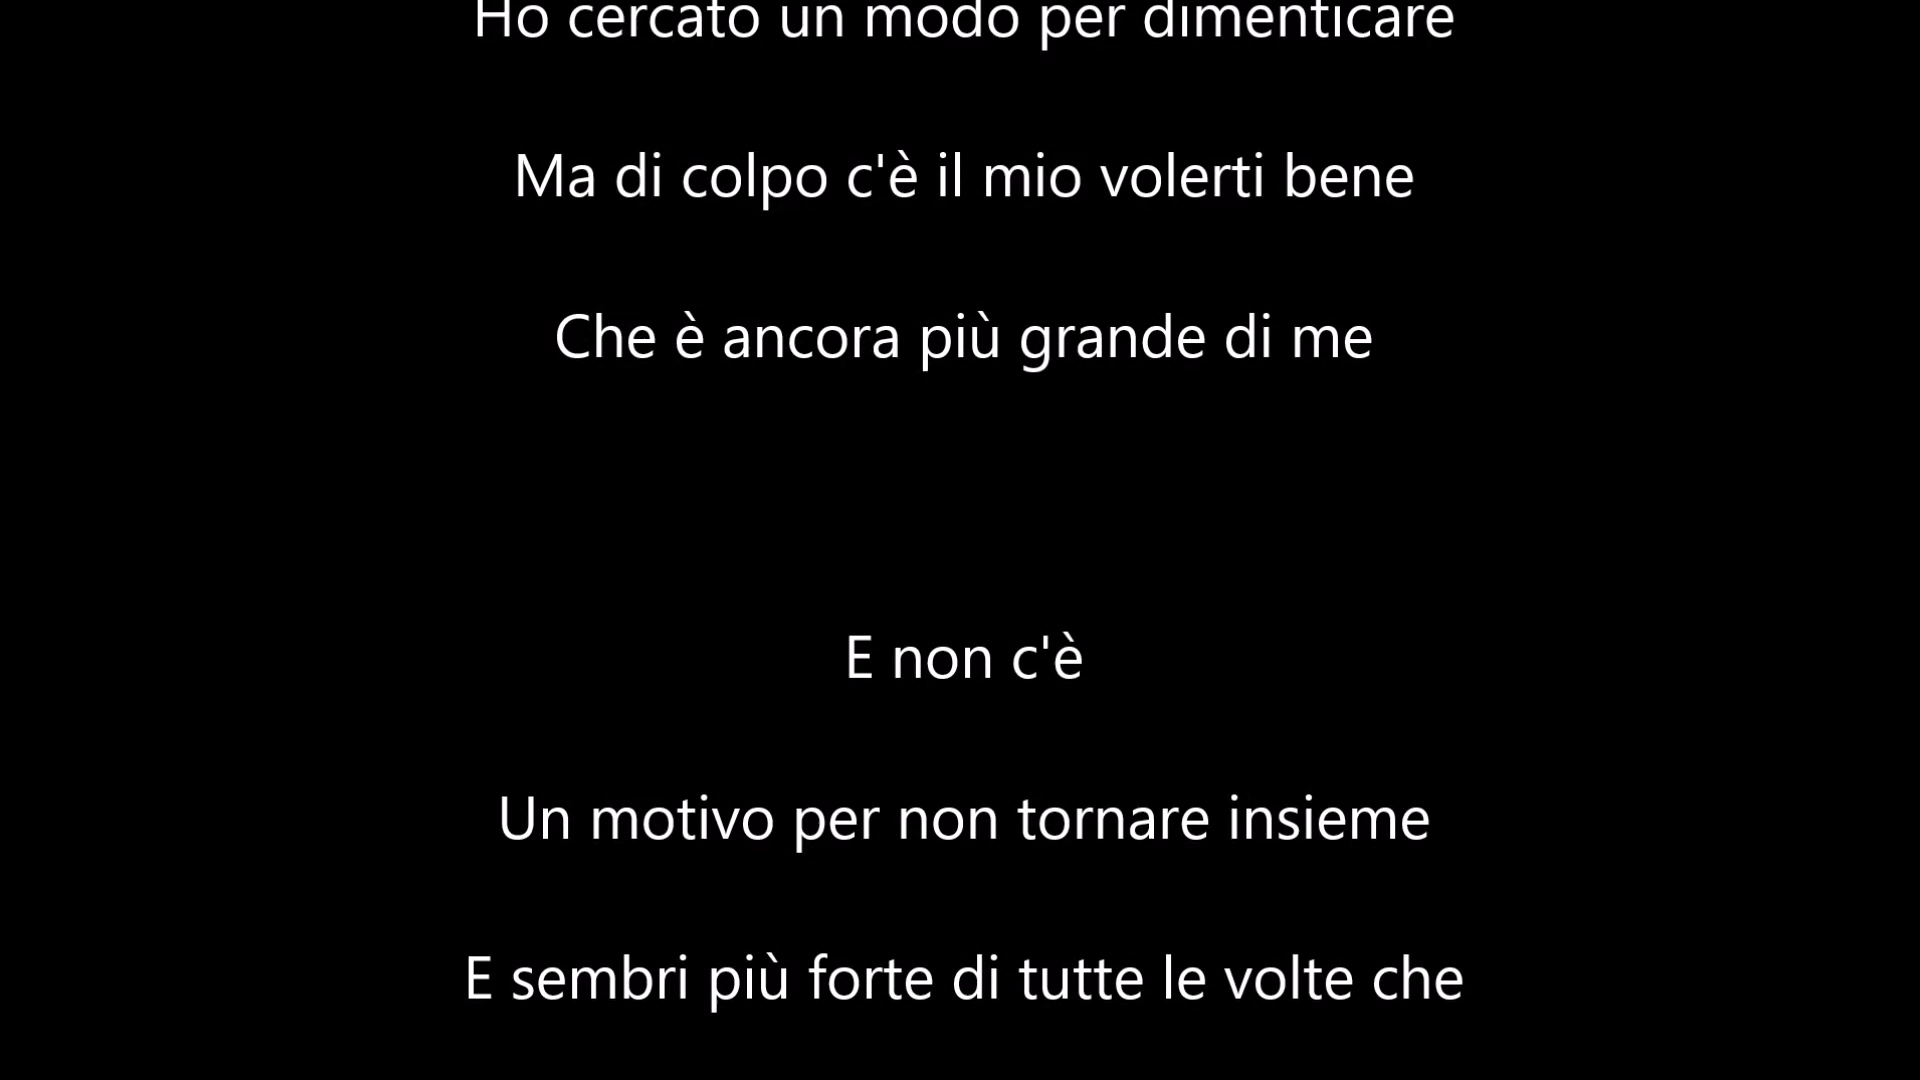 Ho cercato un modo per dimenticare
Ma di colpo c'è il mio volerti bene
Che è ancora più grande di me
E non c'è
Un motivo per non tornare insieme
E sembri più forte di tutte le volte che